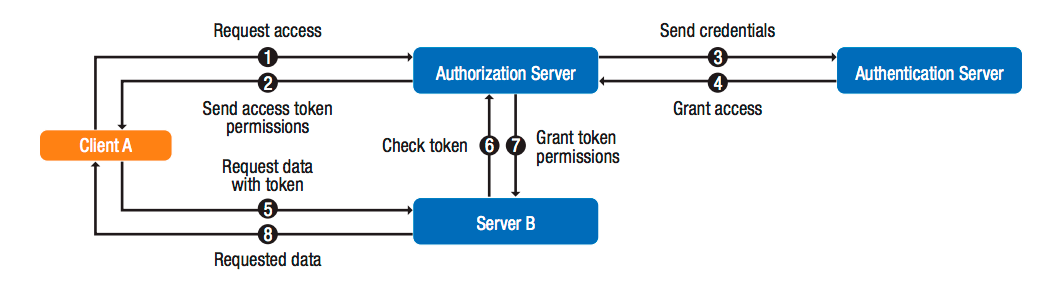 Request access
1
Send credentials
3
Authorization Server
Authentication Server
2
4
Send access token
permissions
Grant access
Client A
Check token
6
7
Grant token
permissions
Request data
with token
5
Server B
8
Requested data